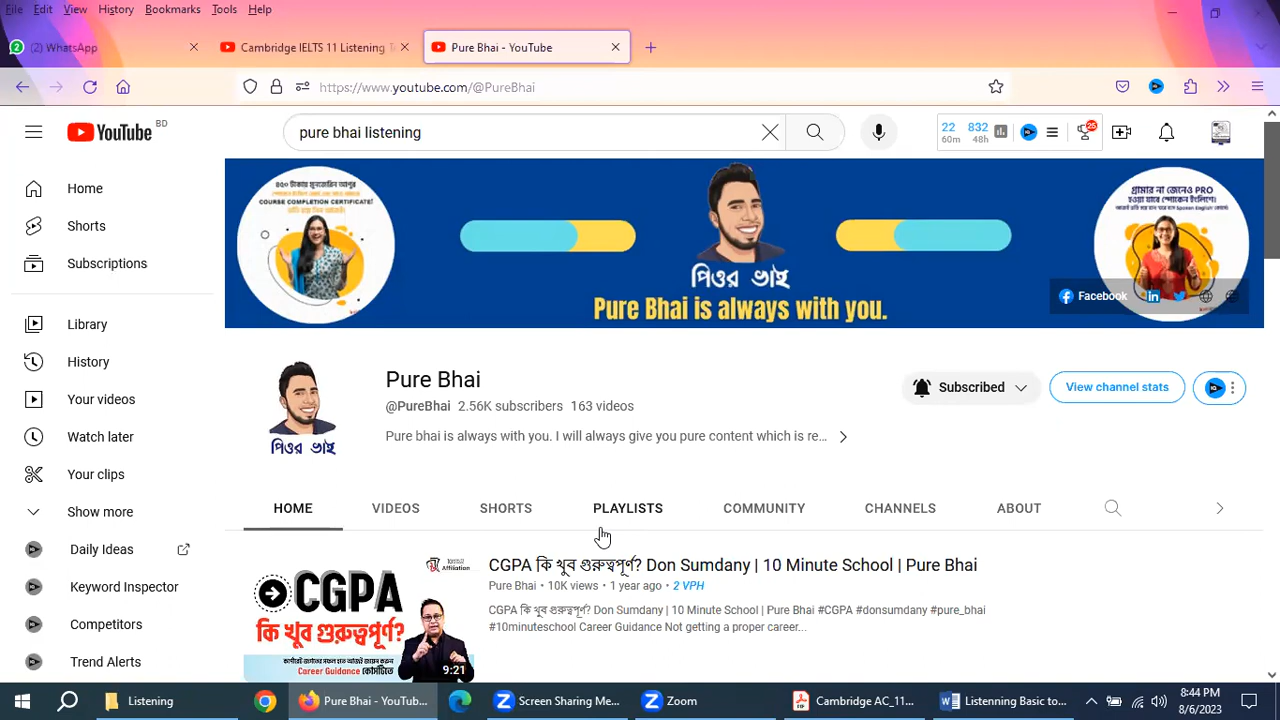 File Edit View History Bookmarks Tools Help
(2) WhatsApp
Cambridge IELTS 11 Listening
Pure Bhai - YouTube
https://www.youtube.com/@PureBhai
YouTube BD
pure bhai listening
22 60m 832 48h
25
Home
Shorts
Subscriptions
Library
History
Your videos
Watch later
Your clips
Show more
Daily Ideas
Keyword Inspector
Competitors
Trend Alerts
COURSE COMPLETION CERTIFICATE!
পিওর ভাই
Pure Bhai is always with you.
গ্রামার না জেনেও PRO
Facebook
Pure Bhai
@PureBhai 2.56K subscribers 163 videos
Pure bhai is always with you. I will always give you pure content which is re...
পিওর ভাই
Subscribed
View channel stats
HOME VIDEOS SHORTS PLAYLISTS COMMUNITY CHANNELS ABOUT
CGPA
কি খুব গুরুত্বপূর্ণ?
Career Guidance
9:21
CGPA কি খুব গুরুত্বপূর্ণ? Don Sumdany | 10 Minute School | Pure Bhai
Pure Bhai • 10K views • 1 year ago • 2 VPH
CGPA কি খুব গুরুত্বপূর্ণ? Don Sumdany | 10 Minute School | Pure Bhai #CGPA #donsumdany #pure_bhai
#10minuteschool Career Guidance Not getting a proper career...
Listening
Pure Bhai - YouTub...
Screen Sharing Me...
Zoom
Cambridge AC_11...
Listenning Basic to...
8:44 PM
8/6/2023